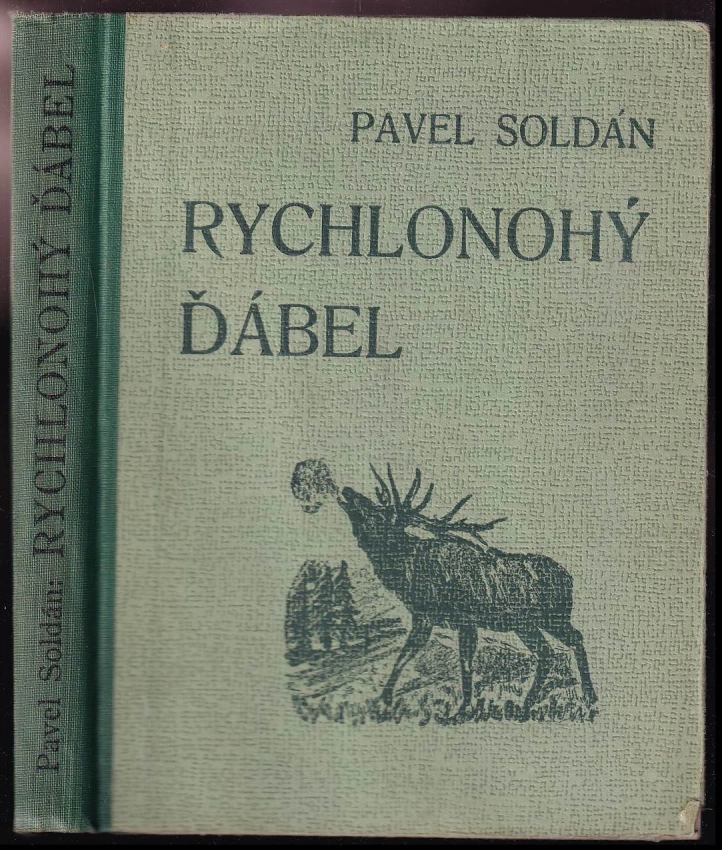 Pavel Soldán: RYCHLONOHÝ ĎÁBEL
PAVEL SOLDÁN
RYCHLONOHÝ
ĎÁBEL